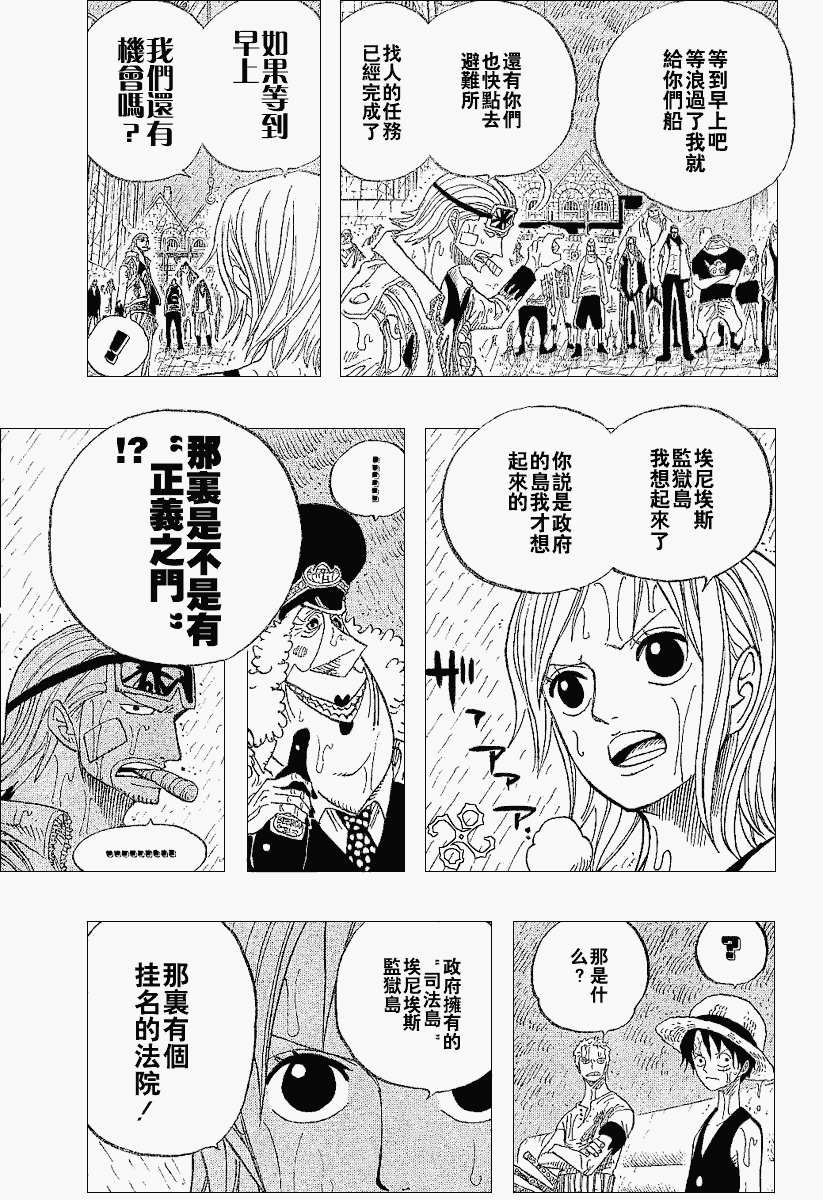 等到早上吧
等浪過了我就
給你們船
還有你們
也快點去
避難所
找人的任務
已經完成了
如果等到
早上
我們還有
機會嗎？
！
埃尼埃斯
監獄島
我想起來了
你説是政府
的島我才想
起來的
ザアアァ
那裏是不是有
“正義之門”
!?
？
那是什
么？
政府擁有的
“司法島”
埃尼埃斯
監獄島
那裏有個
挂名的法院！